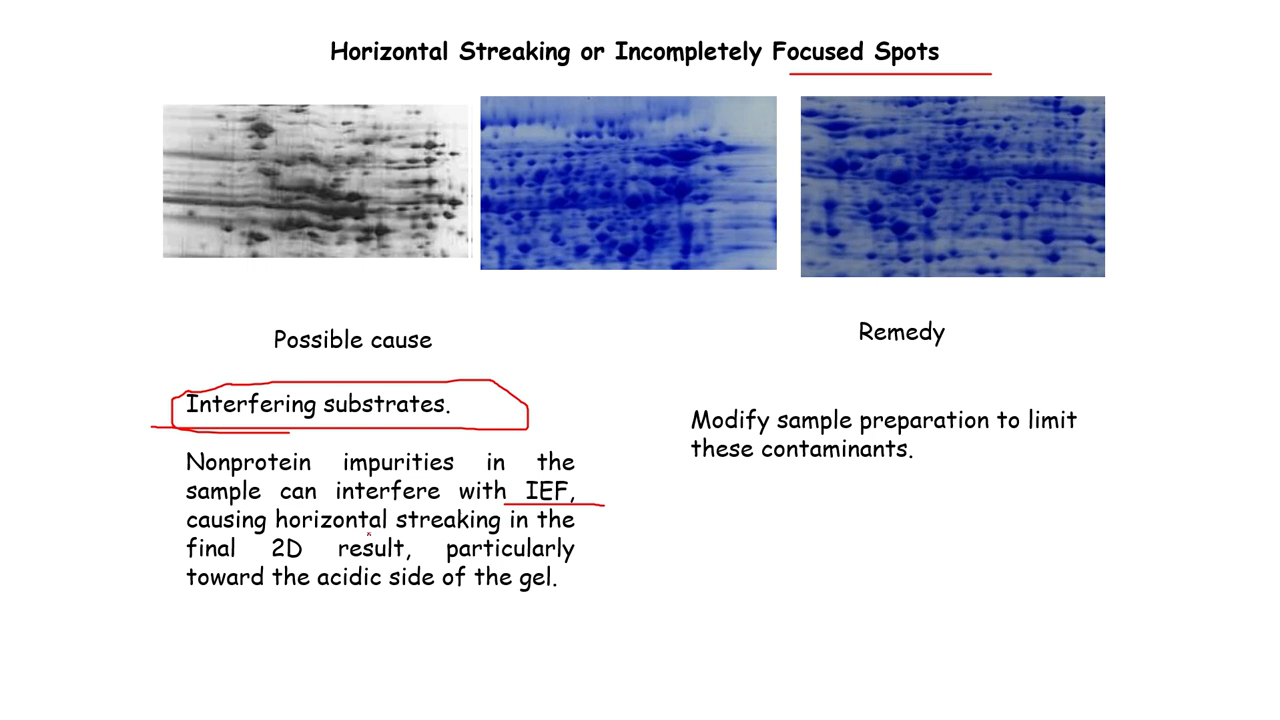 Horizontal Streaking or Incompletely Focused Spots
Possible cause
Remedy
Interfering substrates.
Nonprotein impurities in the
sample can interfere with IEF,
causing horizontal streaking in the
final 2D result, particularly
toward the acidic side of the gel.
Modify sample preparation to limit
these contaminants.